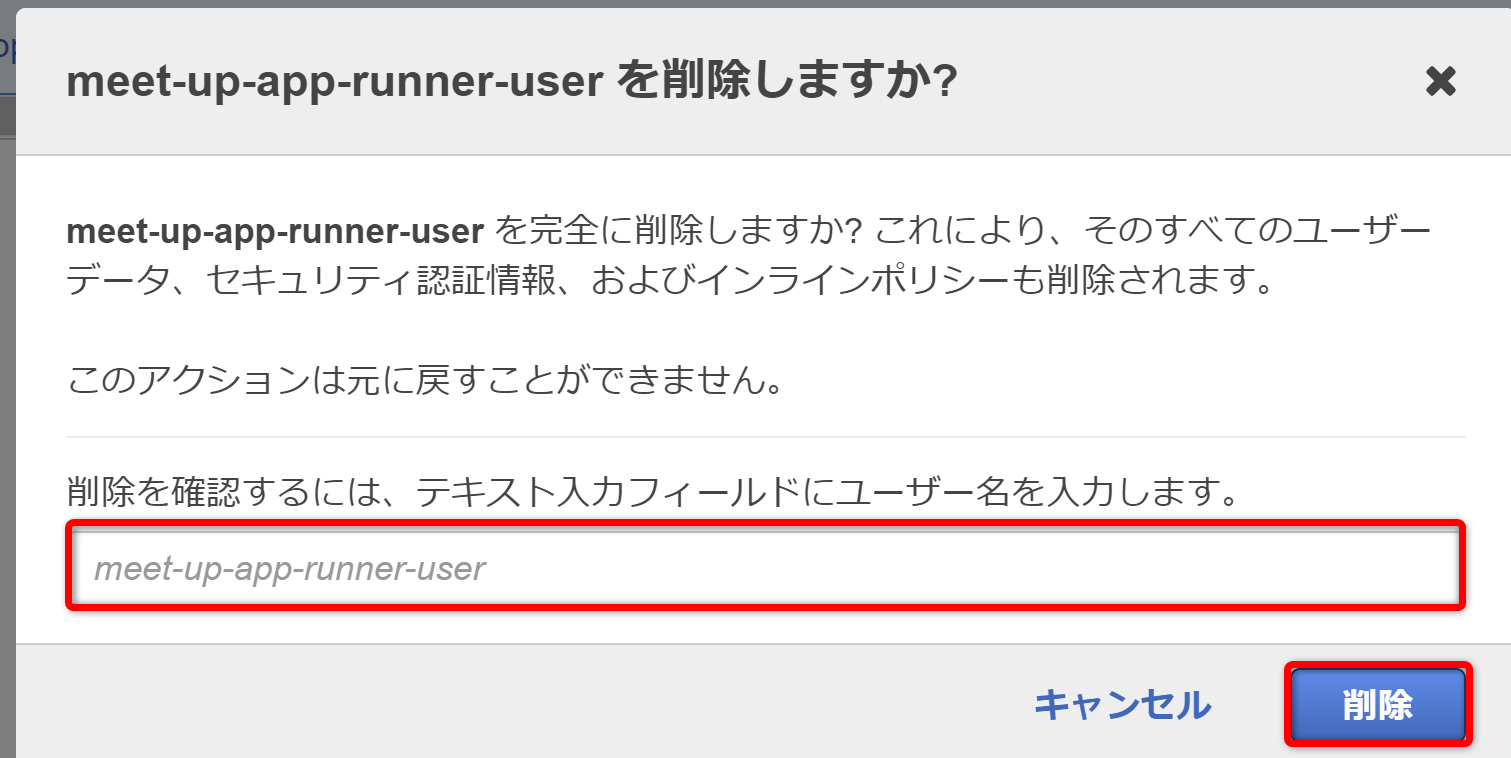 meet-up-app-runner-user を削除しますか?
meet-up-app-runner-user を完全に削除しますか? これにより、そのすべてのユーザー
データ、セキュリティ認証情報、およびインラインポリシーも削除されます。
このアクションは元に戻すことができません。
削除を確認するには、テキスト入力フィールドにユーザー名を入力します。
meet-up-app-runner-user
キャンセル
削除